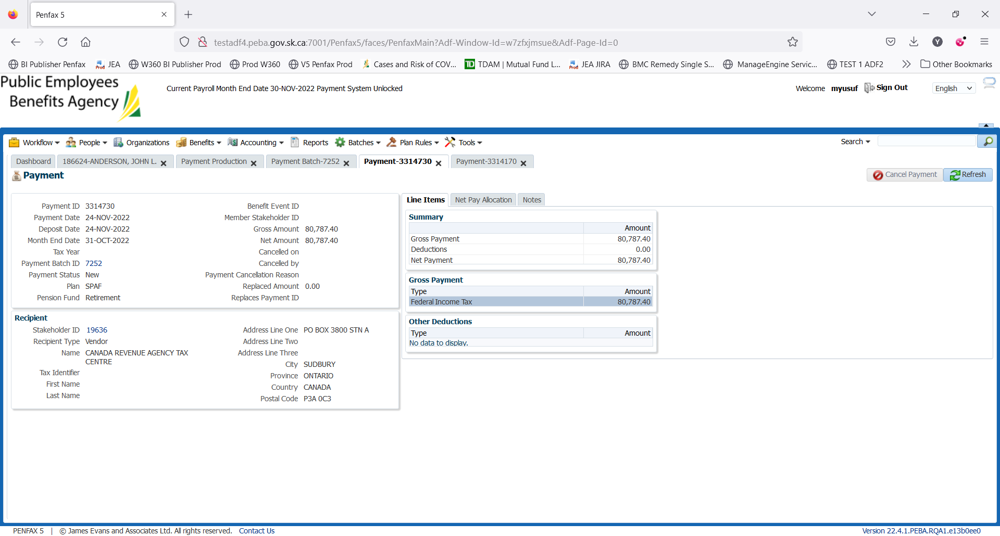 Penfax 5
testadf4.peba.gov.sk.ca:7001/Penfax5/faces/PenfaxMain?Adf-Window-Id=w7zfxjmsue&Adf-Page-Id=0
Y
BI Publisher Penfax JEA W360 BI Publisher Prod Prod W360 V5 Penfax Prod Cases and Risk of COV... TDAM | Mutual Fund L... JEA JIRA BMC Remedy Single S... ManageEngine Servic... TEST 1 ADF2 Other Bookmarks
Public Employees
Benefits Agency
Current Payroll Month End Date 30-NOV-2022 Payment System Unlocked
Welcome myusuf Sign Out English
Workflow People Organizations Benefits Accounting Reports Batches Plan Rules Tools Search
Dashboard 186624-ANDERSON, JOHN L. Payment Production Payment Batch-7252 Payment-3314730 Payment-3314170
Payment
Cancel Payment Refresh
Payment ID 3314730
Payment Date 24-NOV-2022
Deposit Date 24-NOV-2022
Month End Date 31-OCT-2022
Tax Year
Payment Batch ID 7252
Payment Status New
Plan SPAF
Pension Fund Retirement
Benefit Event ID
Member Stakeholder ID
Gross Amount 80,787.40
Net Amount 80,787.40
Cancelled on
Cancelled by
Payment Cancellation Reason
Replaced Amount 0.00
Replaces Payment ID
Recipient
Stakeholder ID 19636
Recipient Type Vendor
Name CANADA REVENUE AGENCY TAX
CENTRE
Tax Identifier
First Name
Last Name
Address Line One PO BOX 3800 STN A
Address Line Two
Address Line Three
City SUDBURY
Province ONTARIO
Country CANADA
Postal Code P3A 0C3
Line Items Net Pay Allocation Notes
Summary
Amount
Gross Payment 80,787.40
Deductions 0.00
Net Payment 80,787.40
Gross Payment
Type Amount
Federal Income Tax 80,787.40
Other Deductions
Type Amount
No data to display.
PENFAX 5 | © James Evans and Associates Ltd. All rights reserved. Contact Us
Version 22.4.1.PEBA.RQA1.e13b0ee0